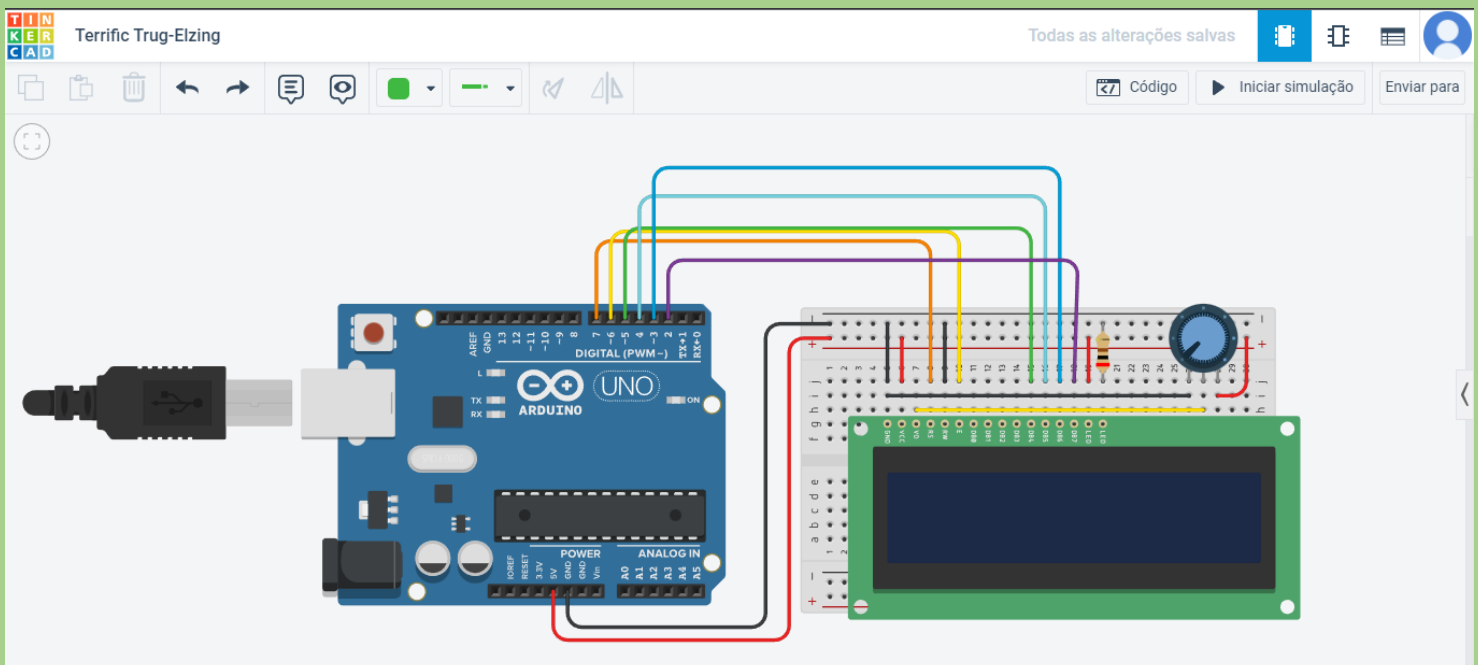 TIN
KER
CAD
Terrific Trug-Elzing
Todas as alterações salvas
Código
Iniciar simulação
Enviar para
AREF
GND
13
12
~11
~10
~9
8
7
~6
~5
4
~3
2
TX→1
RX←0
DIGITAL (PWM~)
L
TX
RX
ARDUINO
UNO
ON
POWER
ANALOG IN
IOREF
RESET
3.3V
5V
GND
GND
Vin
A0
A1
A2
A3
A4
A5
j
i
h
g
f
e
d
c
b
a
GND
VCC
VO
RS
RW
E
DB0
DB1
DB2
DB3
DB4
DB5
DB6
DB7
LED
LED